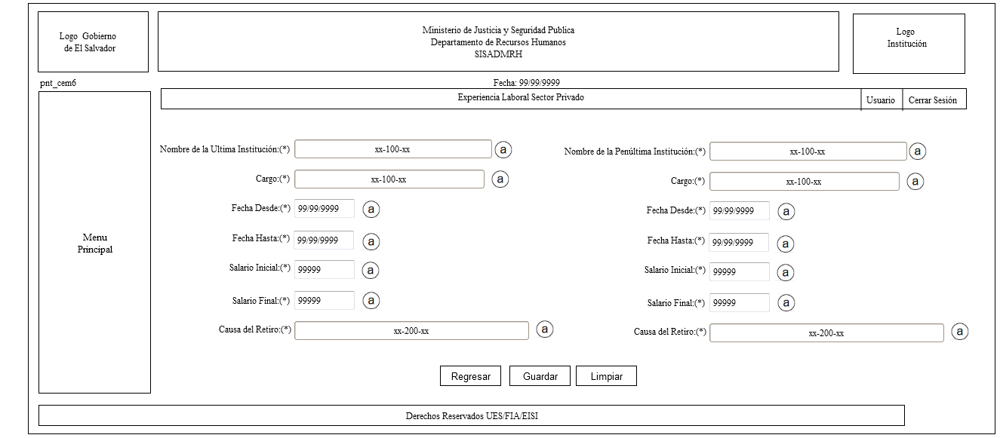 Logo Gobierno
de El Salvador
Ministerio de Justicia y Seguridad Publica
Departamento de Recursos Humanos
SISADMRH
Logo
Institución
pnt_cem6
Fecha: 99/99/9999
Experiencia Laboral Sector Privado
Usuario
Cerrar Sesión
Menu
Principal
Nombre de la Ultima Institución:(*) xx-100-xx a
Nombre de la Penúltima Institución:(*) xx-100-xx a
Cargo:(*) xx-100-xx a
Cargo:(*) xx-100-xx a
Fecha Desde:(*) 99/99/9999 a
Fecha Desde:(*) 99/99/9999 a
Fecha Hasta:(*) 99/99/9999 a
Fecha Hasta:(*) 99/99/9999 a
Salario Inicial:(*) 99999 a
Salario Inicial:(*) 99999 a
Salario Final:(*) 99999 a
Salario Final:(*) 99999 a
Causa del Retiro:(*) xx-200-xx a
Causa del Retiro:(*) xx-200-xx a
Regresar
Guardar
Limpiar
Derechos Reservados UES/FIA/EISI